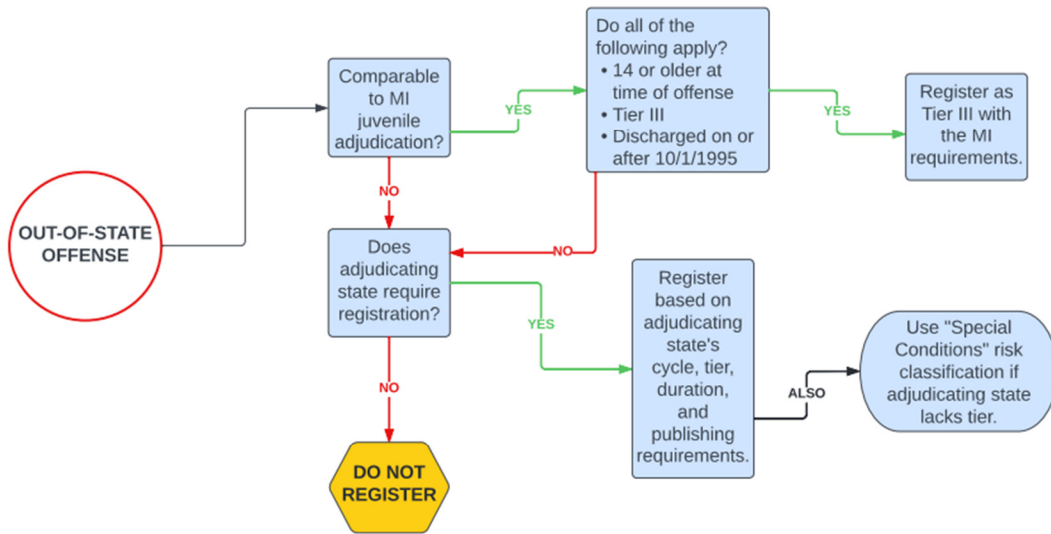 OUT-OF-STATE
OFFENSE
Comparable
to MI
juvenile
adjudication?
YES
NO
Do all of the
following apply?
• 14 or older at
time of offense
• Tier III
• Discharged on or
after 10/1/1995
YES
NO
Register as
Tier III with
the MI
requirements.
Does
adjudicating
state require
registration?
YES
NO
Register
based on
adjudicating
state's
cycle, tier,
duration,
and
publishing
requirements.
ALSO
Use "Special
Conditions" risk
classification if
adjudicating state
lacks tier.
DO NOT
REGISTER